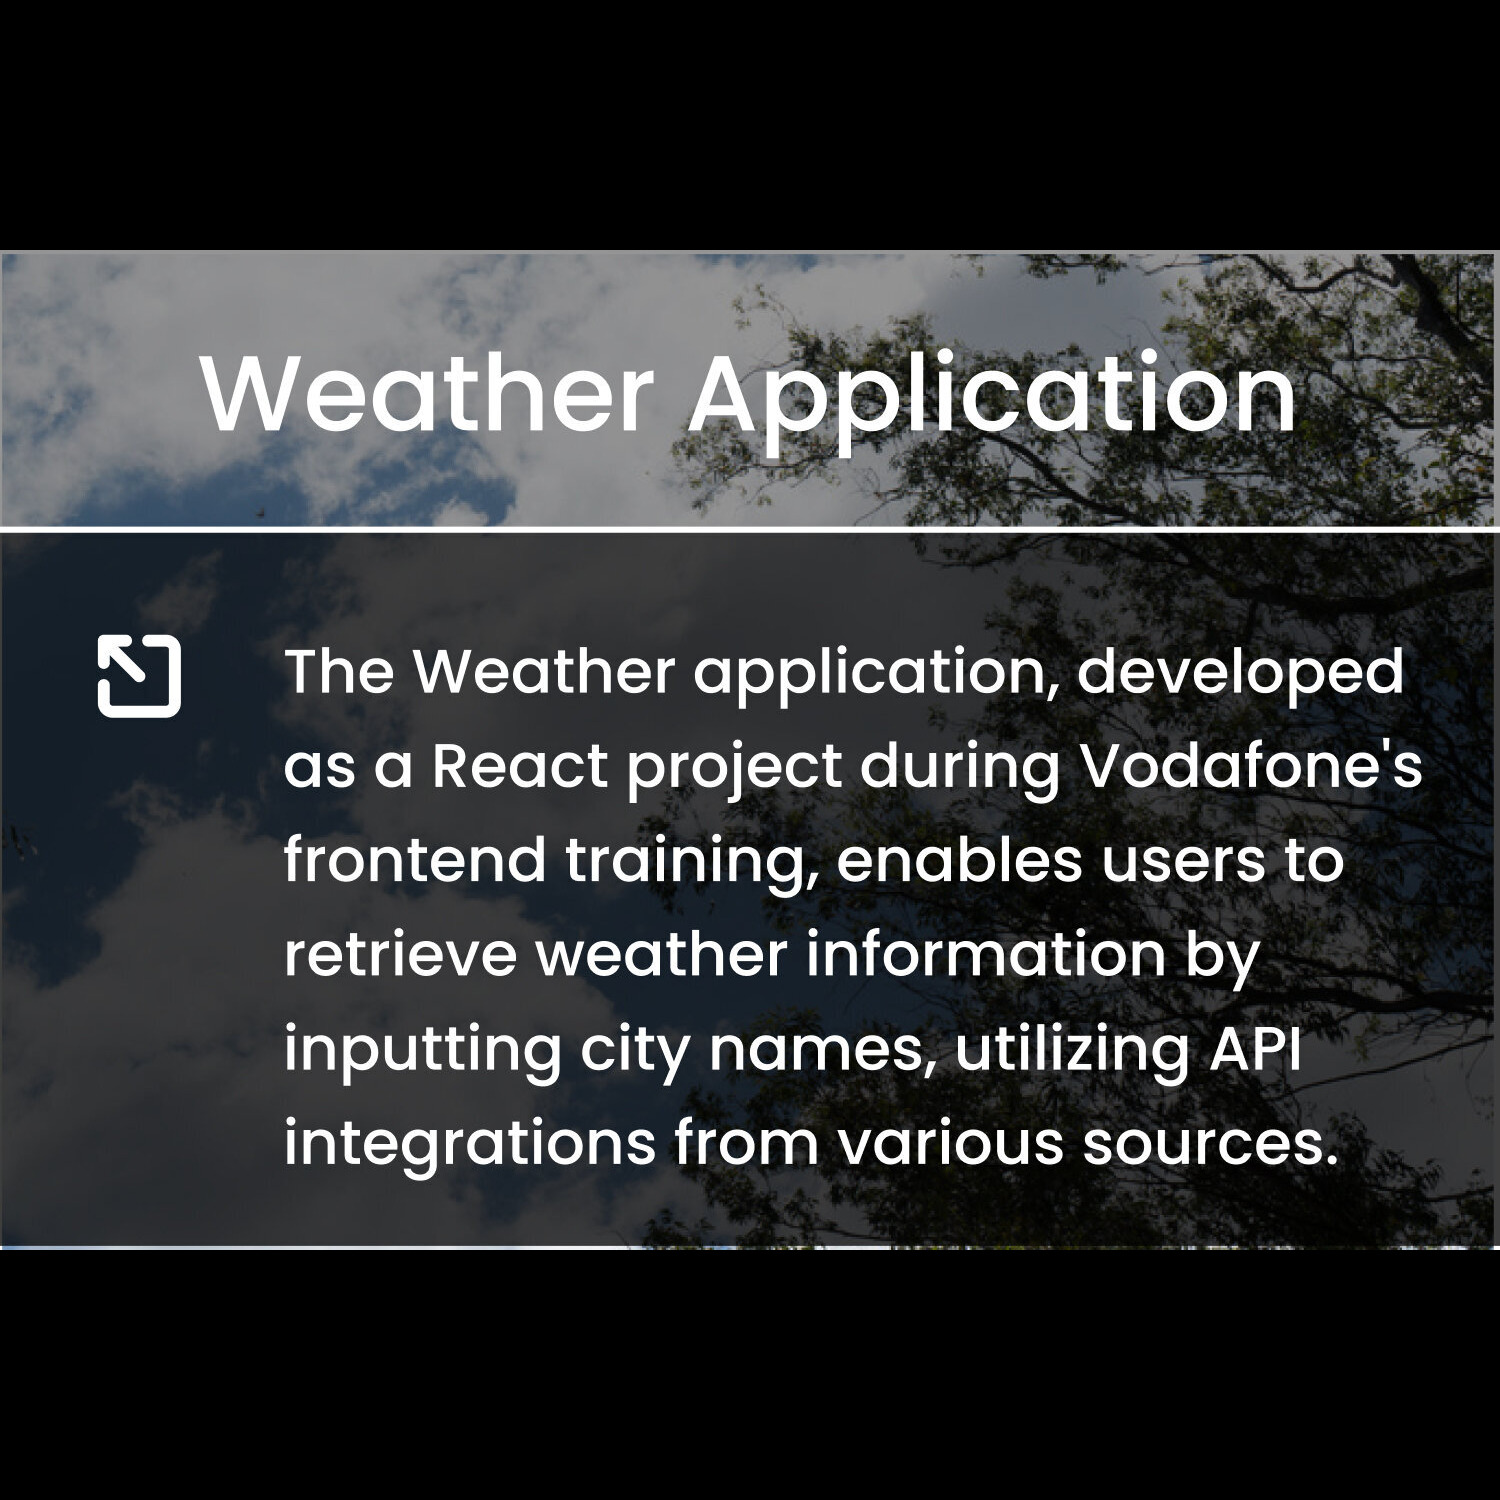 Weather Application
The Weather application, developed
as a React project during Vodafone's
frontend training, enables users to
retrieve weather information by
inputting city names, utilizing API
integrations from various sources.